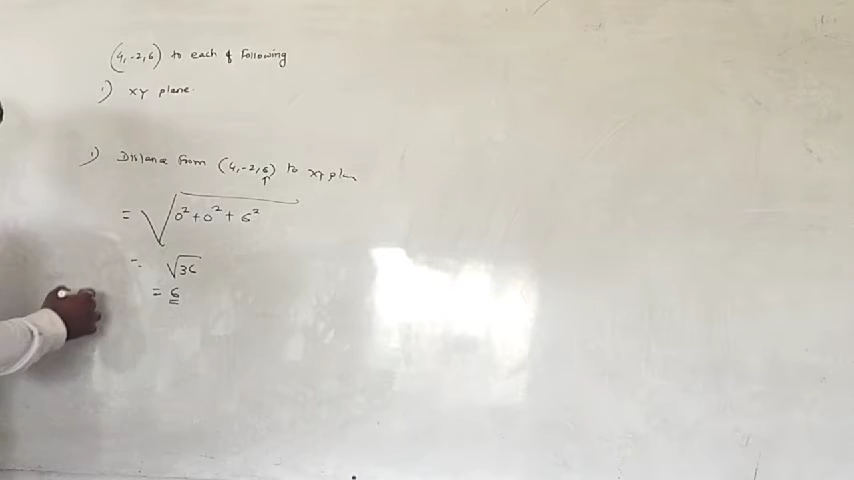 (4, -2, 6) to each of Following
i) xy plane.
i) Distance from (4, -2, 6) to xy plan
= √0² + 0² + 6²
= √36
= 6